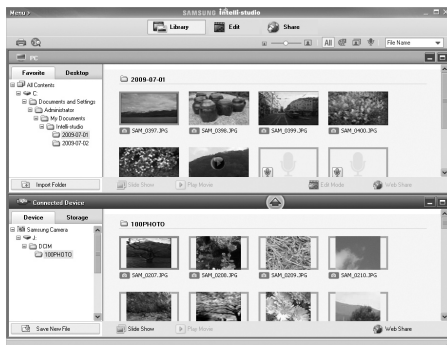 Menu >
SAMSUNG Intelli-studio
Library
Edit
Share
All
File Name
PC
Favorite
Desktop
2009-07-01
All Contents
C:
Documents and Settings
Administrator
My Documents
Intelli-studio
2009-07-01
2009-07-02
SAM_0397.JPG
SAM_0398.JPG
SAM_0399.JPG
SAM_0400.JPG
Import Folder
Slide Show
Play Movie
Edit Mode
Web Share
Connected Device
Device
Storage
100PHOTO
Samsung Camera
J:
DCIM
100PHOTO
SAM_0207.JPG
SAM_0208.JPG
SAM_0209.JPG
SAM_0210.JPG
Save New File
Slide Show
Play Movie
Web Share